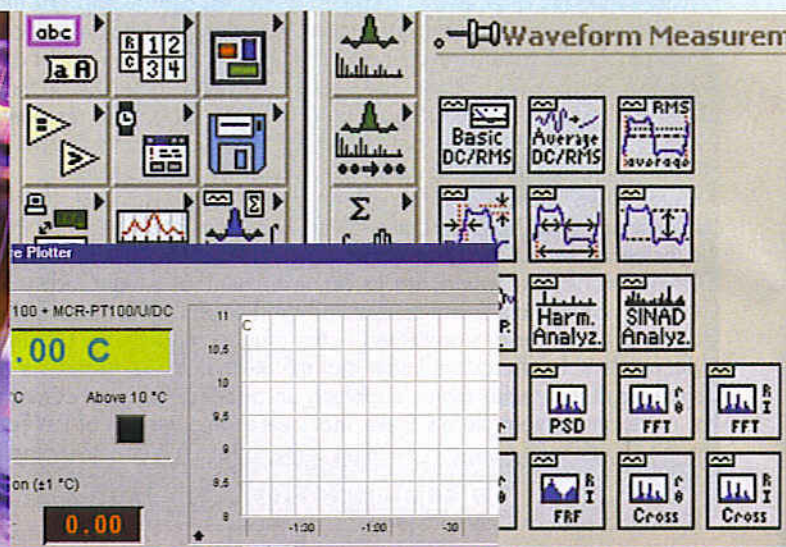 abc
a A
R 1 2
C 3 4
Waveform Measurem
Basic
DC/RMS
Average
DC/RMS
RMS
average
Σ
Σ
re Plotter
100 + MCR-PT100/U/DC
.00 C
Above 10 °C
on (±1 °C)
0.00
11
10,5
10
9,5
9
8,5
8
C
-1:30
-1:00
-30
Harm.
Analyz.
SINAD
Analyz.
PSD
FFT
r
θ
FFT
R
I
FRF
R
I
Cross
r
θ
Cross
R
I